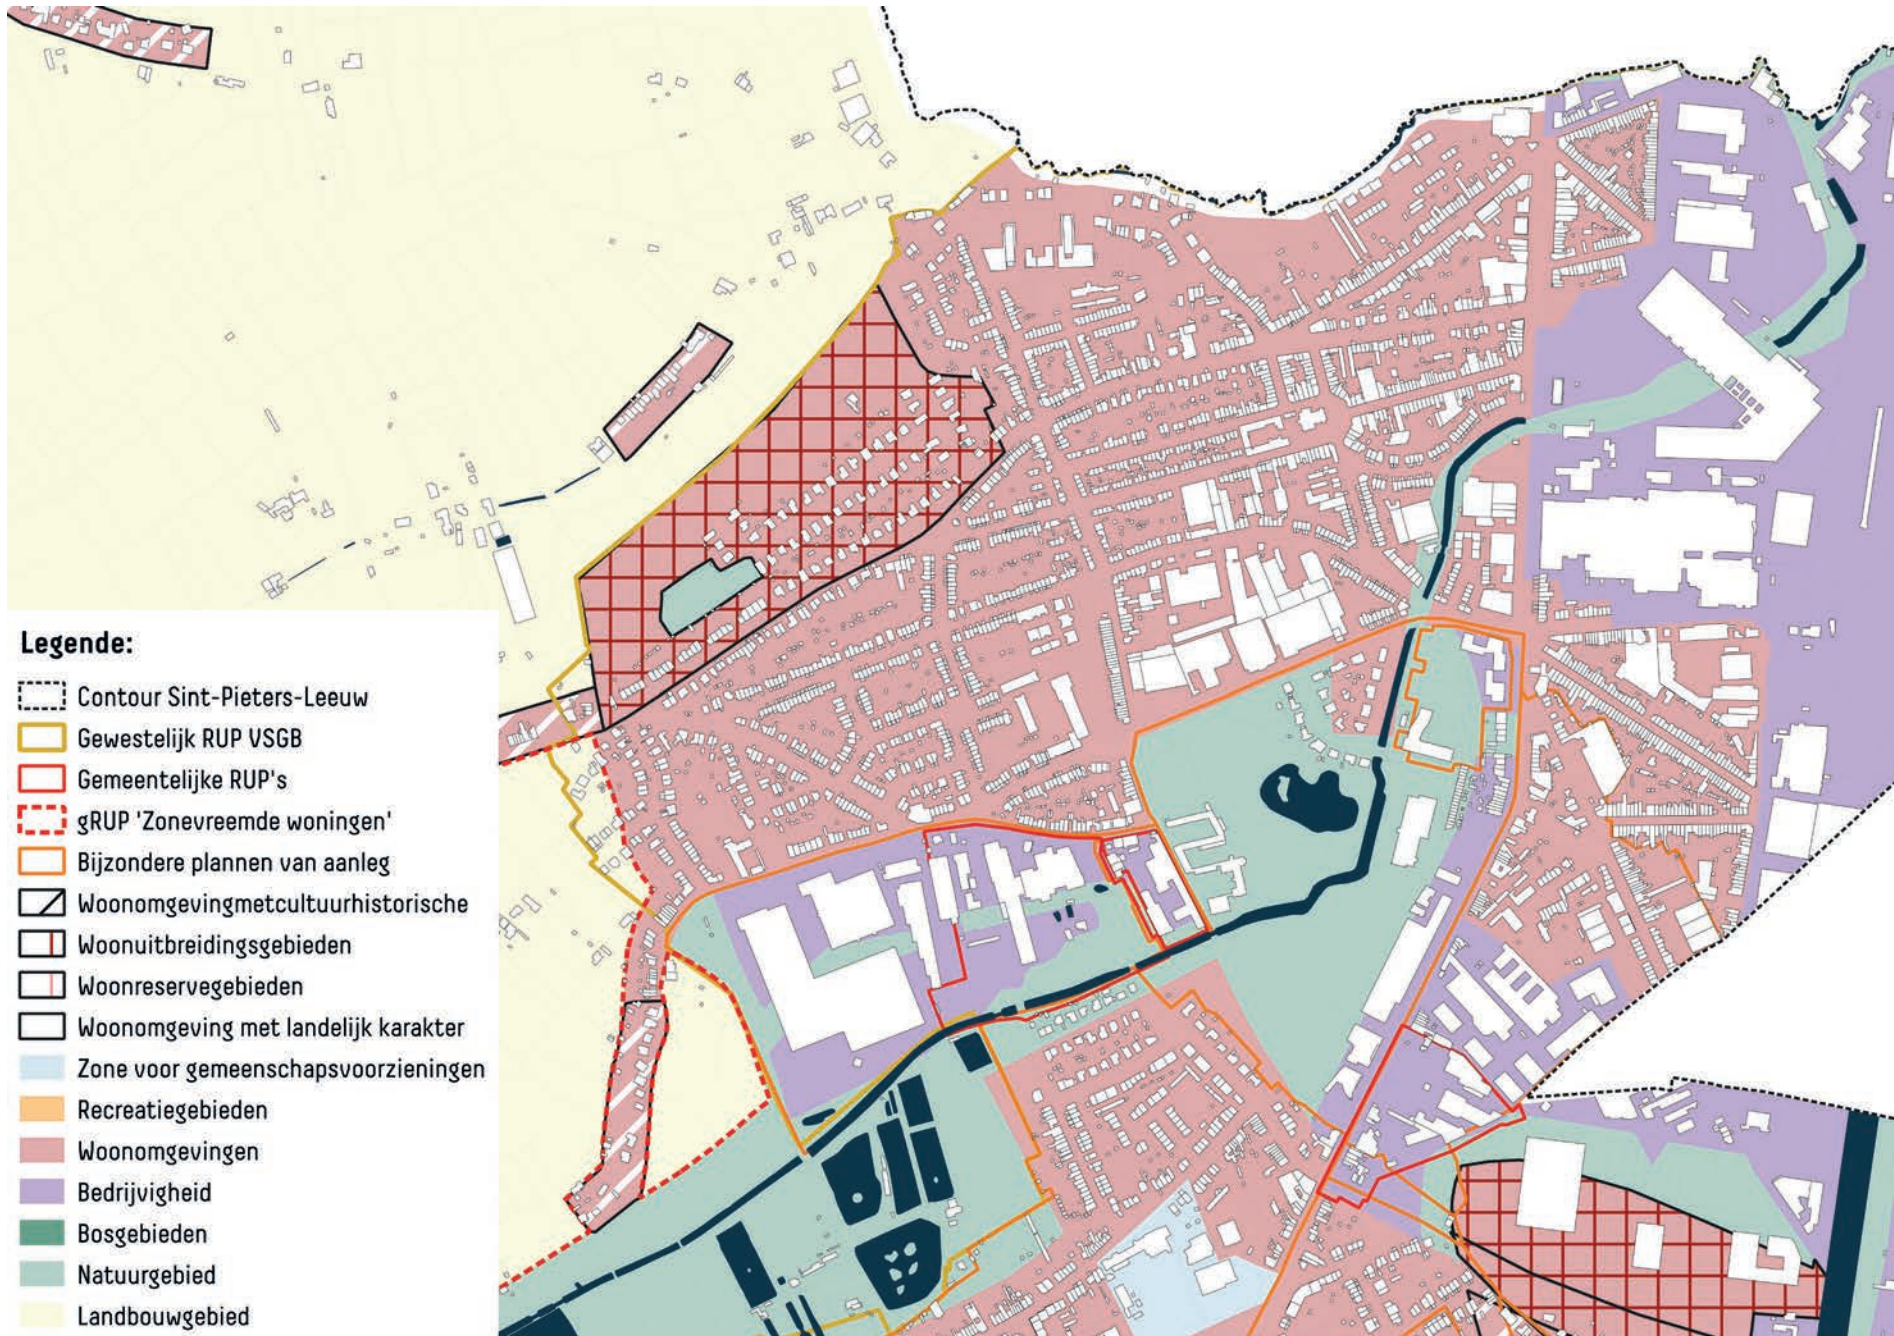 Legende:
Contour Sint-Pieters-Leeuw
Gewestelijk RUP VSGB
Gemeentelijke RUP's
gRUP 'Zonevreemde woningen'
Bijzondere plannen van aanleg
Woonomgevingmetcultuurhistorische
Woonuitbreidingsgebieden
Woonreservegebieden
Woonomgeving met landelijk karakter
Zone voor gemeenschapsvoorzieningen
Recreatiegebieden
Woonomgevingen
Bedrijvigheid
Bosgebieden
Natuurgebied
Landbouwgebied